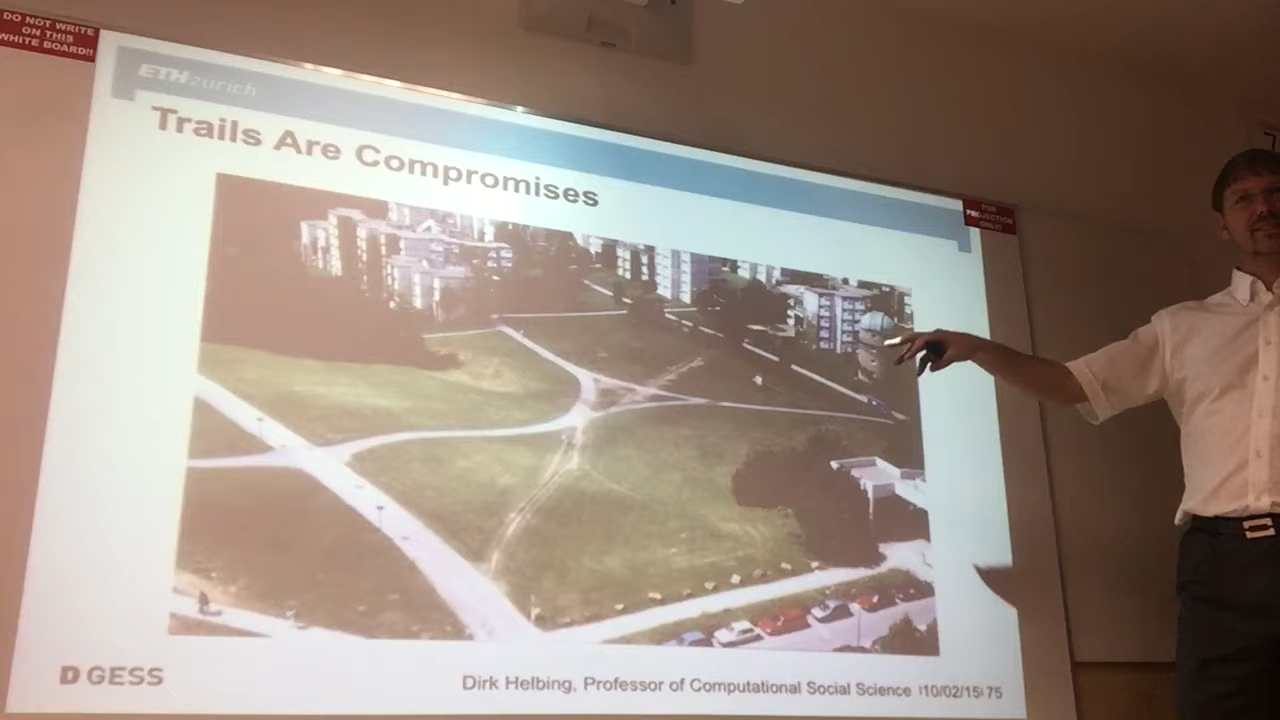 DO NOT WRITE
ON THIS
WHITE BOARD!!
ETHzurich
Trails Are Compromises
FOR
PROJECTION
ONLY!
D GESS
Dirk Helbing, Professor of Computational Social Science |10/02/15| 75